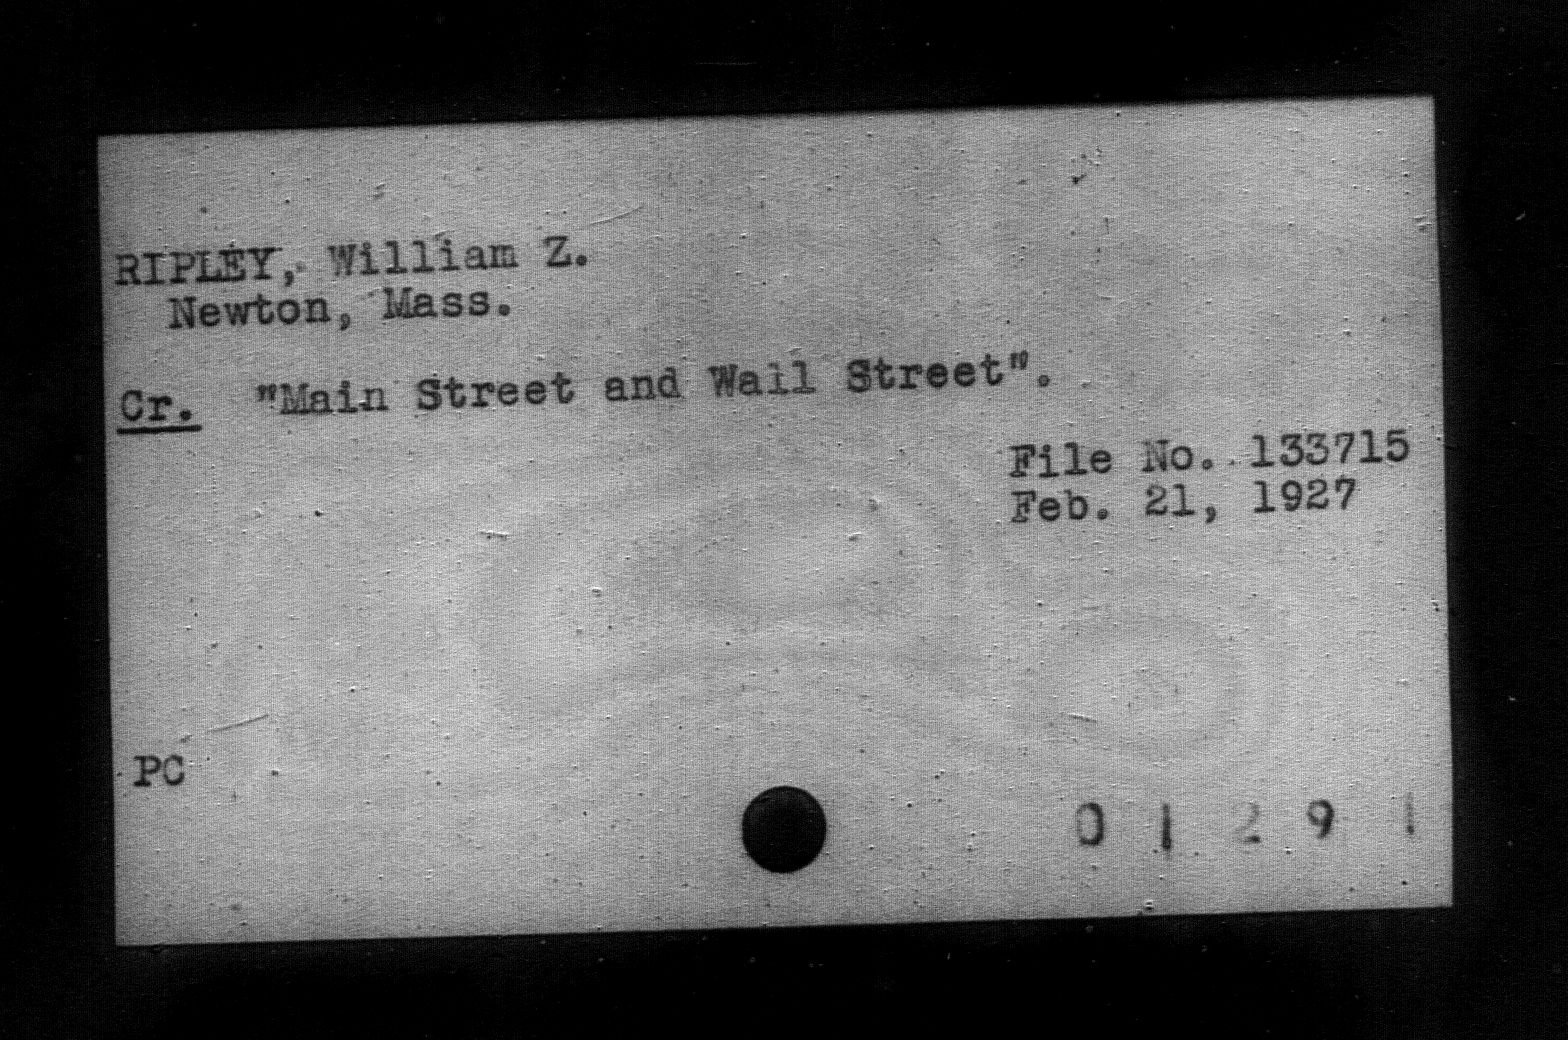 RIPLEY, William Z.
Newton, Mass.
Cr. "Main Street and Wall Street".
File No. 133715
Feb. 21, 1927
PC
0 1 2 9 1